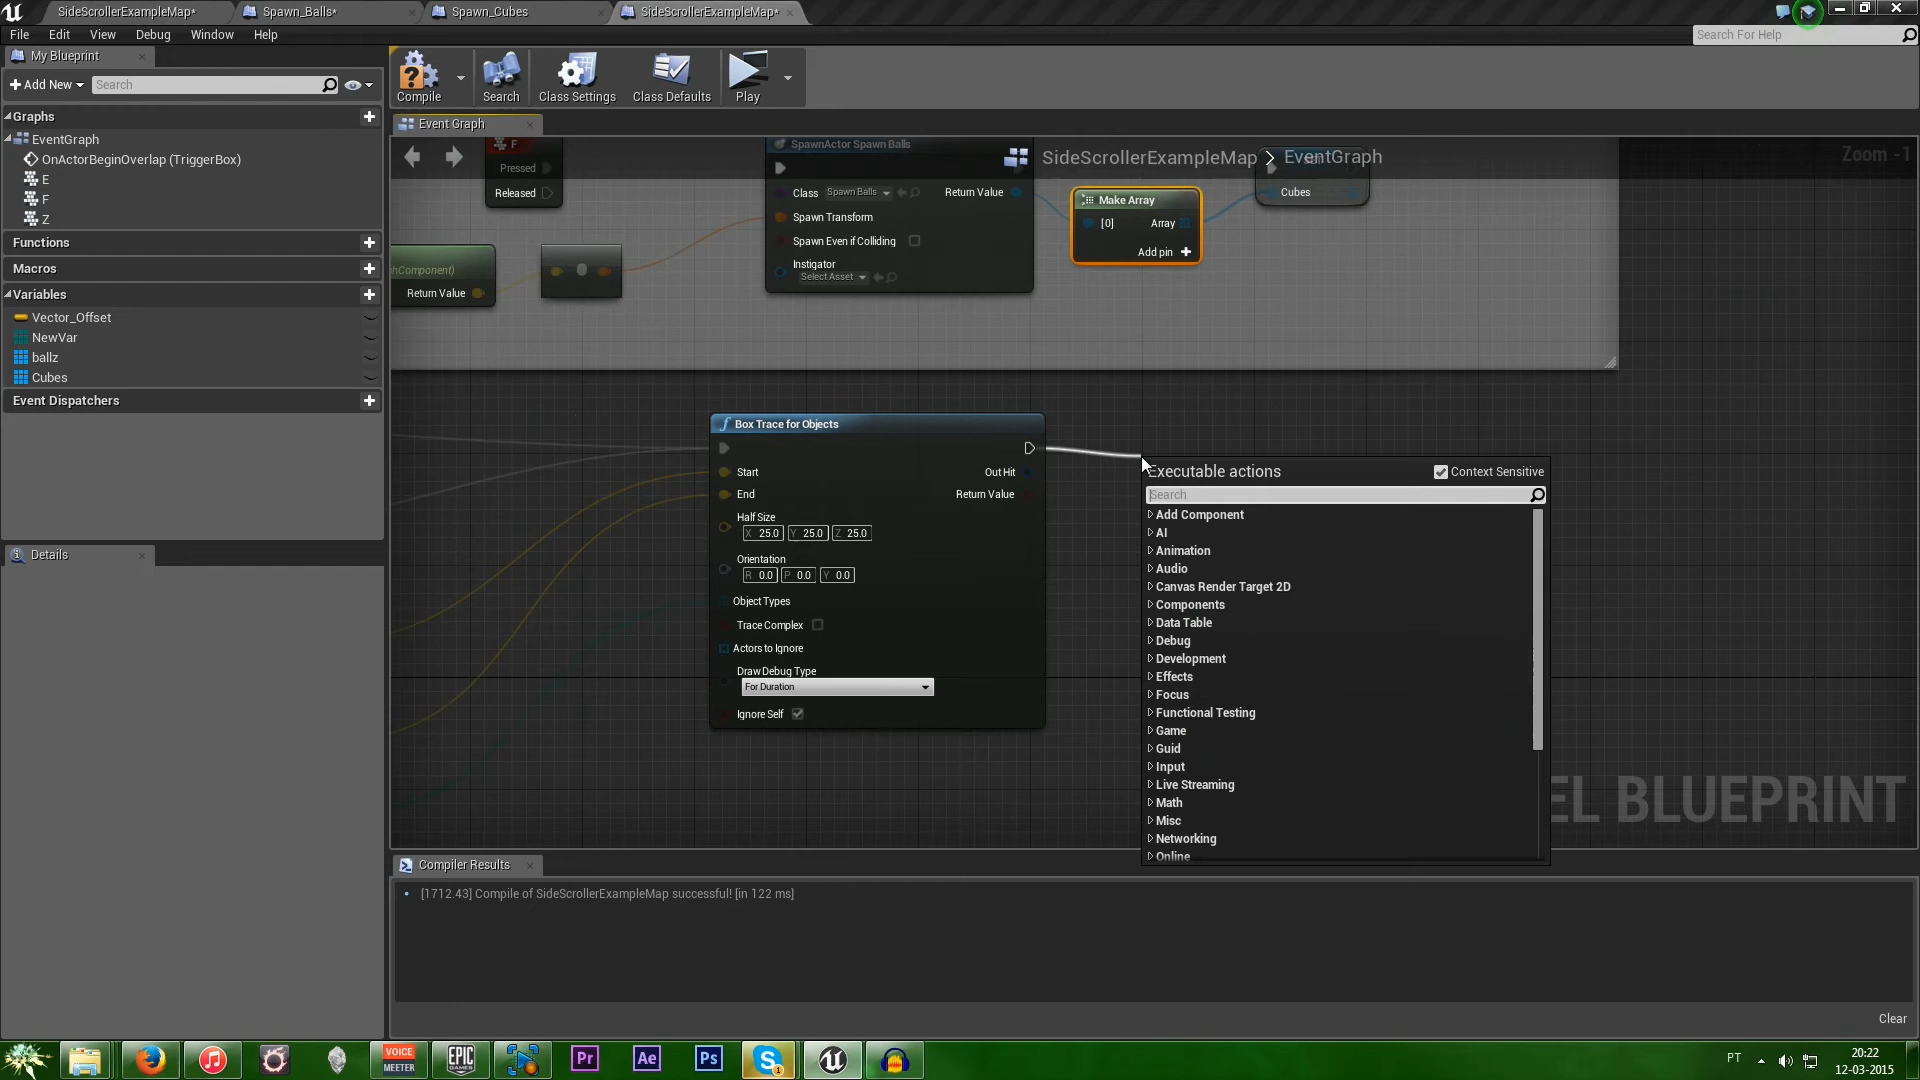 SideScrollerExampleMap*
Spawn_Balls*
Spawn_Cubes
SideScrollerExampleMap*
File Edit View Debug Window Help
Search For Help
My Blueprint
Add New
Search
Compile
Search
Class Settings
Class Defaults
Play
Graphs
EventGraph
OnActorBeginOverlap (TriggerBox)
E
F
Z
Functions
Macros
Variables
Vector_Offset
NewVar
ballz
Cubes
Event Dispatchers
Details
Event Graph
SideScrollerExampleMap > EventGraph
Zoom -1
F
Pressed
Released
hComponent)
Return Value
SpawnActor Spawn Balls
Class Spawn Balls
Return Value
Spawn Transform
Spawn Even if Colliding
Instigator
Select Asset
Make Array
[0] Array
Add pin
Cubes
Box Trace for Objects
Start
Out Hit
End
Return Value
Half Size
X 25.0 Y 25.0 Z 25.0
Orientation
R 0.0 P 0.0 Y 0.0
Object Types
Trace Complex
Actors to Ignore
Draw Debug Type
For Duration
Ignore Self
Executable actions
Context Sensitive
Search
Add Component
AI
Animation
Audio
Canvas Render Target 2D
Components
Data Table
Debug
Development
Effects
Focus
Functional Testing
Game
Guid
Input
Live Streaming
Math
Misc
Networking
Online
EL BLUEPRINT
Compiler Results
[1712.43] Compile of SideScrollerExampleMap successful! [in 122 ms]
Clear
VOICE
MEETER
EPIC
GAMES
Pr
Ae
Ps
PT
20:22
12-03-2015